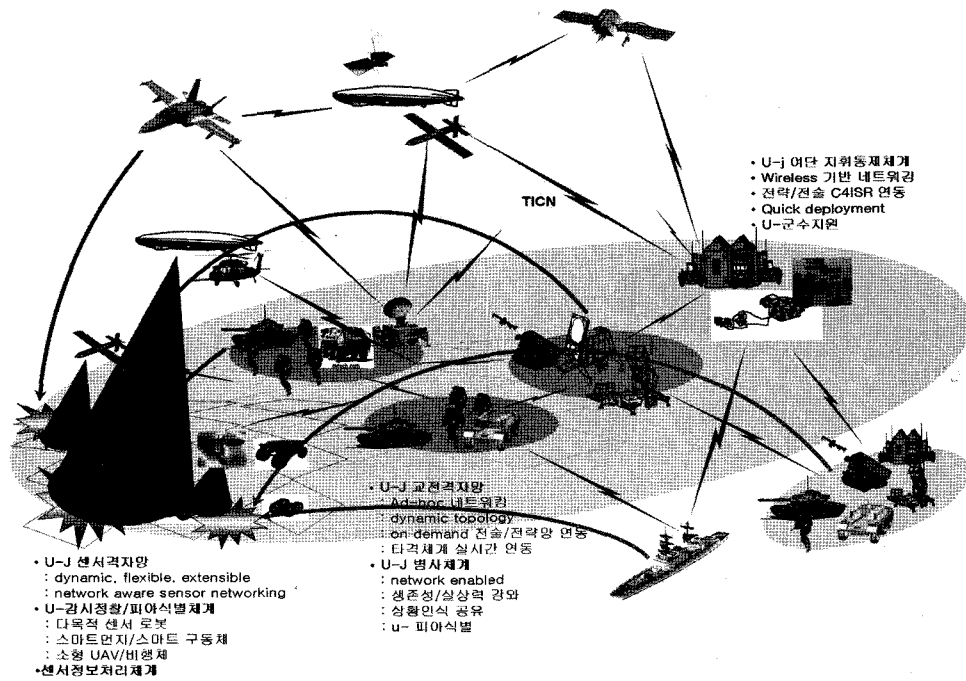 • U-j 여단 지휘통제체계
• Wireless 기반 네트워킹
• 전략/전술 C4ISR 연동
• Quick deployment
• U-군수지원
TICN
• U-J 교전격자망
: Ad-hoc 네트워킹
: dynamic topology
: on demand 전술/전략망 연동
: 타격체계 실시간 연동
• U-J 병사체계
: network enabled
: 생존성/살상력 강화
: 상황인식 공유
: u- 피아식별
• U-J 센서격자망
: dynamic, flexible, extensible
: network aware sensor networking
• U-감시정찰/피아식별체계
: 다목적 센서 로봇
: 스마트먼지/스마트 구동체
: 소형 UAV/비행체
•센서정보처리체계